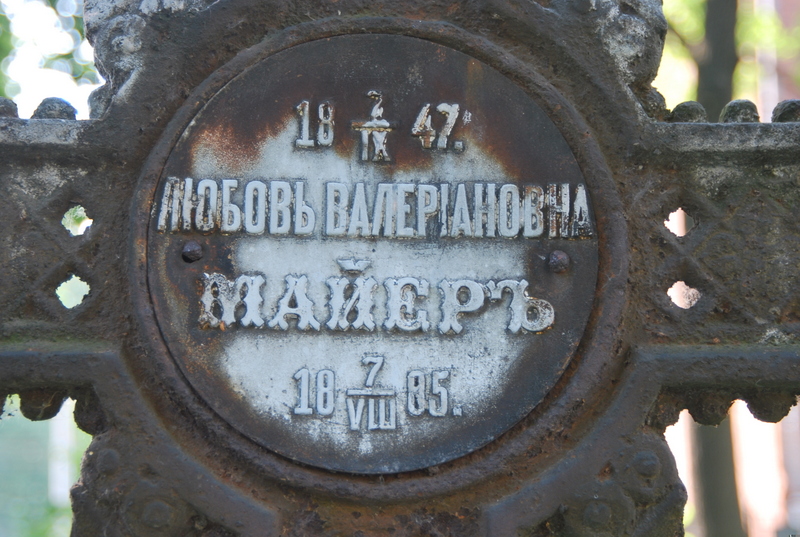 18 2/IX 47.
ЛЮБОВЬ ВАЛЕРІАНОВНА
МАЙЕРЪ
18 7/VIII 85.